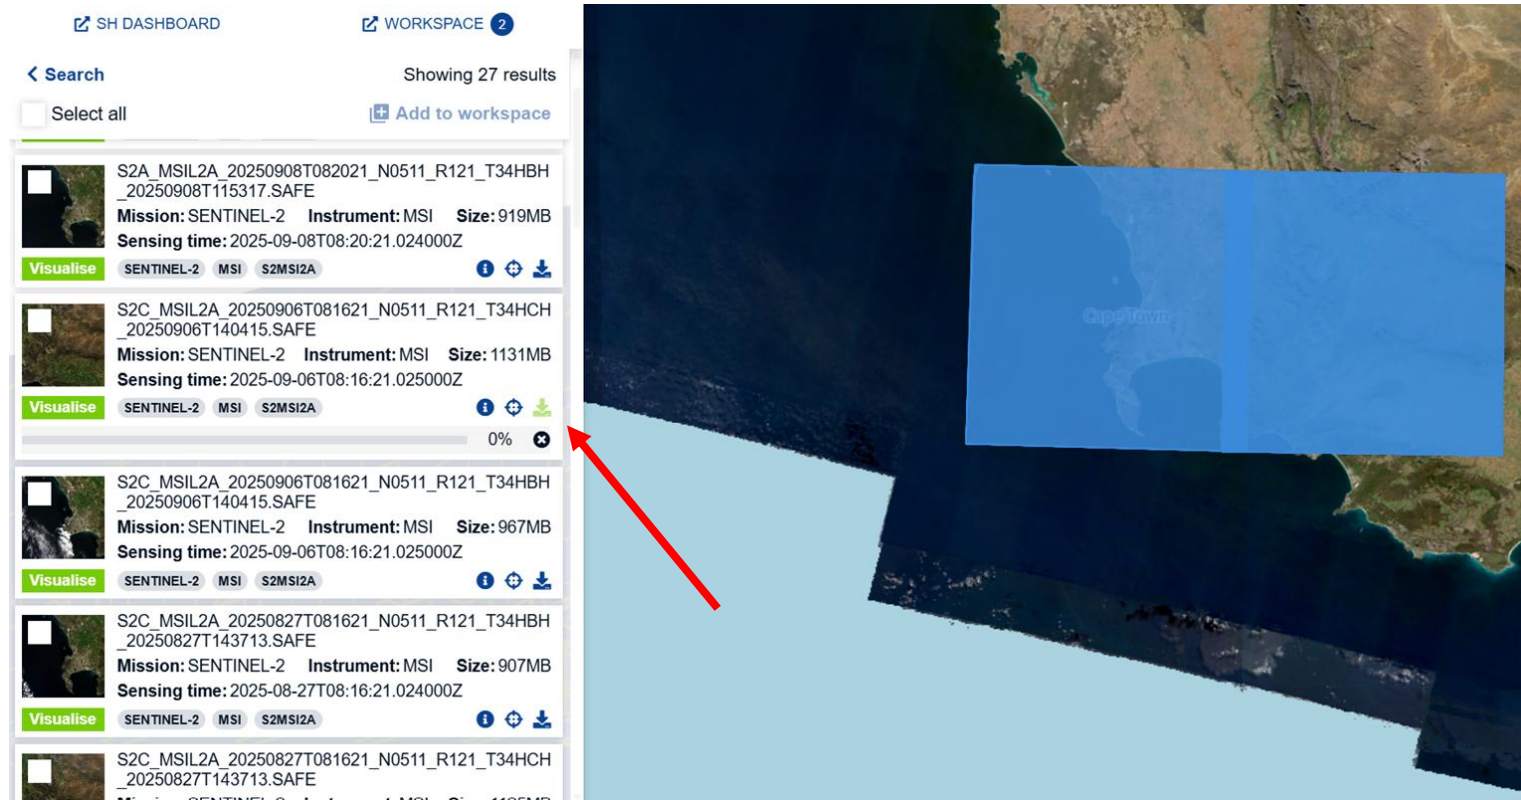 SH DASHBOARD
WORKSPACE 2
Search
Showing 27 results
Select all
Add to workspace
S2A_MSIL2A_20250908T082021_N0511_R121_T34HBH
_20250908T115317.SAFE
Mission: SENTINEL-2 Instrument: MSI Size: 919MB
Sensing time: 2025-09-08T08:20:21.024000Z
Visualise SENTINEL-2 MSI S2MSI2A
S2C_MSIL2A_20250906T081621_N0511_R121_T34HCH
_20250906T140415.SAFE
Mission: SENTINEL-2 Instrument: MSI Size: 1131MB
Sensing time: 2025-09-06T08:16:21.025000Z
Visualise SENTINEL-2 MSI S2MSI2A
0%
S2C_MSIL2A_20250906T081621_N0511_R121_T34HBH
_20250906T140415.SAFE
Mission: SENTINEL-2 Instrument: MSI Size: 967MB
Sensing time: 2025-09-06T08:16:21.025000Z
Visualise SENTINEL-2 MSI S2MSI2A
S2C_MSIL2A_20250827T081621_N0511_R121_T34HBH
_20250827T143713.SAFE
Mission: SENTINEL-2 Instrument: MSI Size: 907MB
Sensing time: 2025-08-27T08:16:21.024000Z
Visualise SENTINEL-2 MSI S2MSI2A
S2C_MSIL2A_20250827T081621_N0511_R121_T34HCH
_20250827T143713.SAFE
Cape Town